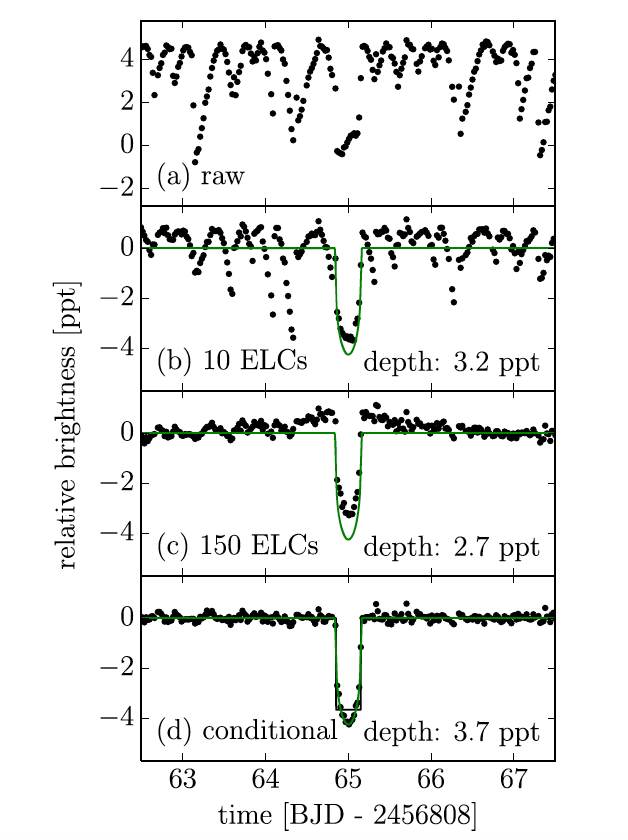 4
2
0
−2
(a) raw
0
−2
−4
(b) 10 ELCs
depth: 3.2 ppt
0
−2
−4
(c) 150 ELCs
depth: 2.7 ppt
0
−2
−4
(d) conditional
depth: 3.7 ppt
relative brightness [ppt]
63 64 65 66 67
time [BJD - 2456808]